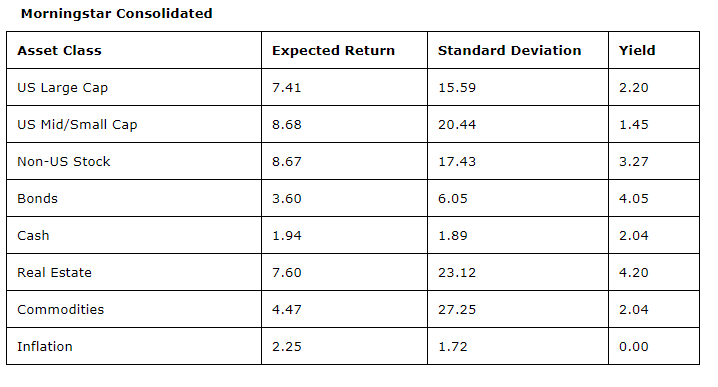 Morningstar Consolidated
Asset Class Expected Return Standard Deviation Yield
US Large Cap 7.41 15.59 2.20
US Mid/Small Cap 8.68 20.44 1.45
Non-US Stock 8.67 17.43 3.27
Bonds 3.60 6.05 4.05
Cash 1.94 1.89 2.04
Real Estate 7.60 23.12 4.20
Commodities 4.47 27.25 2.04
Inflation 2.25 1.72 0.00